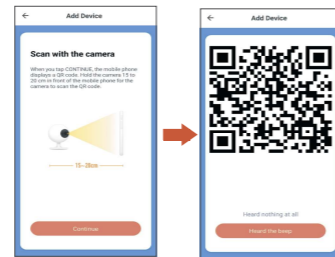 Add Device
Scan with the camera
When you tap CONTINUE, the mobile phone
displays a QR code. Hold the camera 15 to
20 cm in front of the mobile phone for the
camera to scan the QR code.
15-20cm
Continue
Add Device
Heard nothing at all
Heard the beep